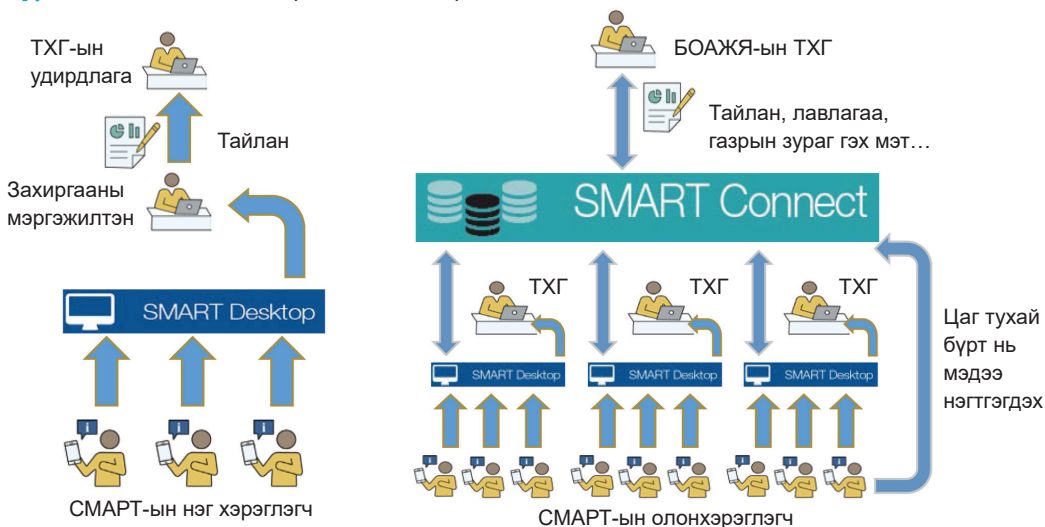 ТХГ-ын
удирдлага
Тайлан
Захиргааны
мэргэжилтэн
SMART Desktop
СМАРТ-ын нэг хэрэглэгч
БОАЖЯ-ын ТХГ
Тайлан, лавлагаа,
газрын зураг гэх мэт…
SMART Connect
ТХГ
ТХГ
ТХГ
SMART Desktop
SMART Desktop
SMART Desktop
Цаг тухай
бүрт нь
мэдээ
нэгтгэгдэх
СМАРТ-ын олонхэрэглэгч